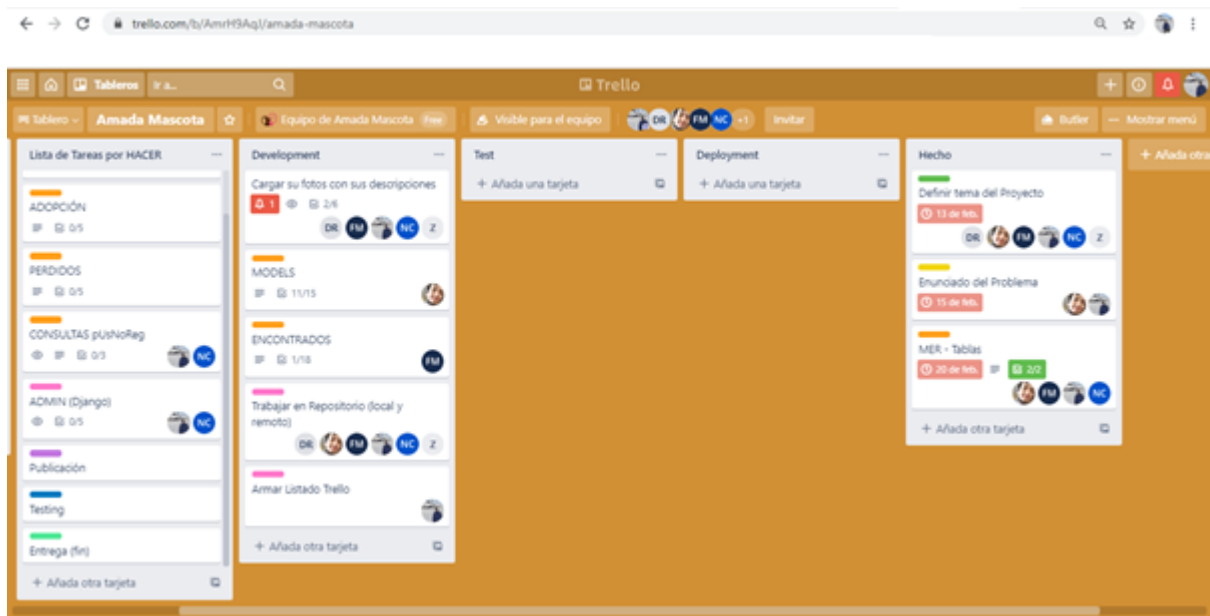 trello.com/b/AmrH9AqJ/amada-mascota
Tableros
Ir a...
Trello
Tablero
Amada Mascota
Equipo de Amada Mascota
Free
Visible para el equipo
DR
FM
NC
+1
Invitar
Butler
Mostrar menú
Lista de Tareas por HACER
ADOPCIÓN
0/5
PERDIDOS
0/5
CONSULTAS pUsNoReg
0/3
NC
ADMIN (Django)
0/5
NC
Publicación
Testing
Entrega (fin)
+ Añada otra tarjeta
Development
Cargar su fotos con sus descripciones
1
2/6
DR FM NC Z
MODELS
11/15
ENCONTRADOS
1/18
FM
Trabajar en Repositorio (local y
remoto)
DR FM NC Z
Armar Listado Trello
+ Añada otra tarjeta
Test
+ Añada una tarjeta
Deployment
+ Añada una tarjeta
Hecho
Definir tema del Proyecto
13 de feb.
DR FM NC Z
Enunciado del Problema
15 de feb.
MER - Tablas
20 de feb.
2/2
FM NC
+ Añada otra tarjeta
+ Añada otra